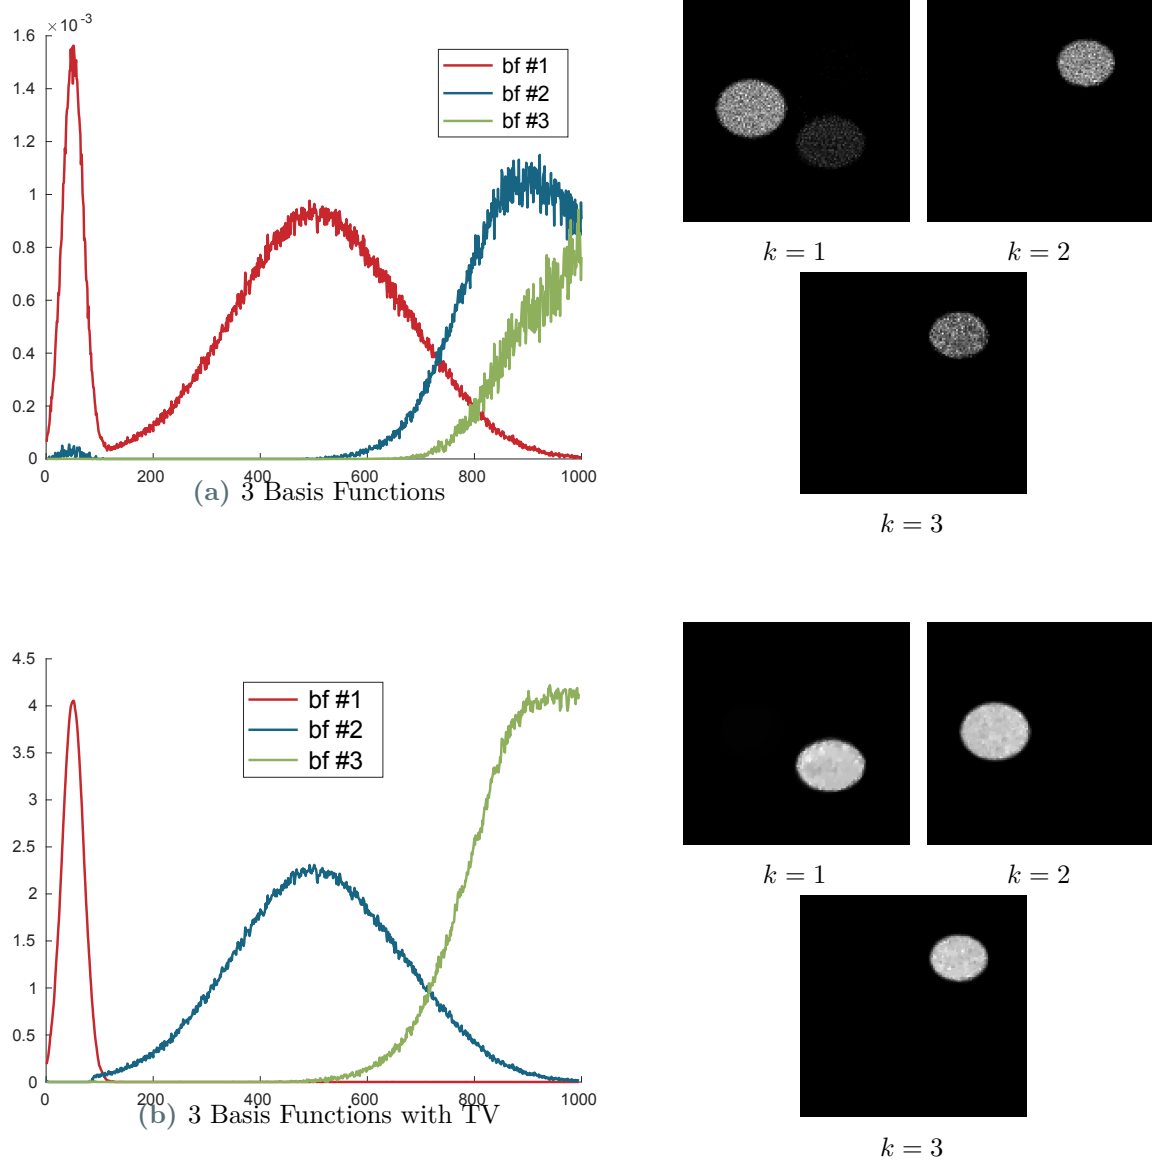 ×10⁻³
1.6
1.4
1.2
1
0.8
0.6
0.4
0.2
0
0 200 400 600 800 1000
bf #1
bf #2
bf #3
(a) 3 Basis Functions
k = 1
k = 2
k = 3
4.5
4
3.5
3
2.5
2
1.5
1
0.5
0
0 200 400 600 800 1000
bf #1
bf #2
bf #3
(b) 3 Basis Functions with TV
k = 1
k = 2
k = 3